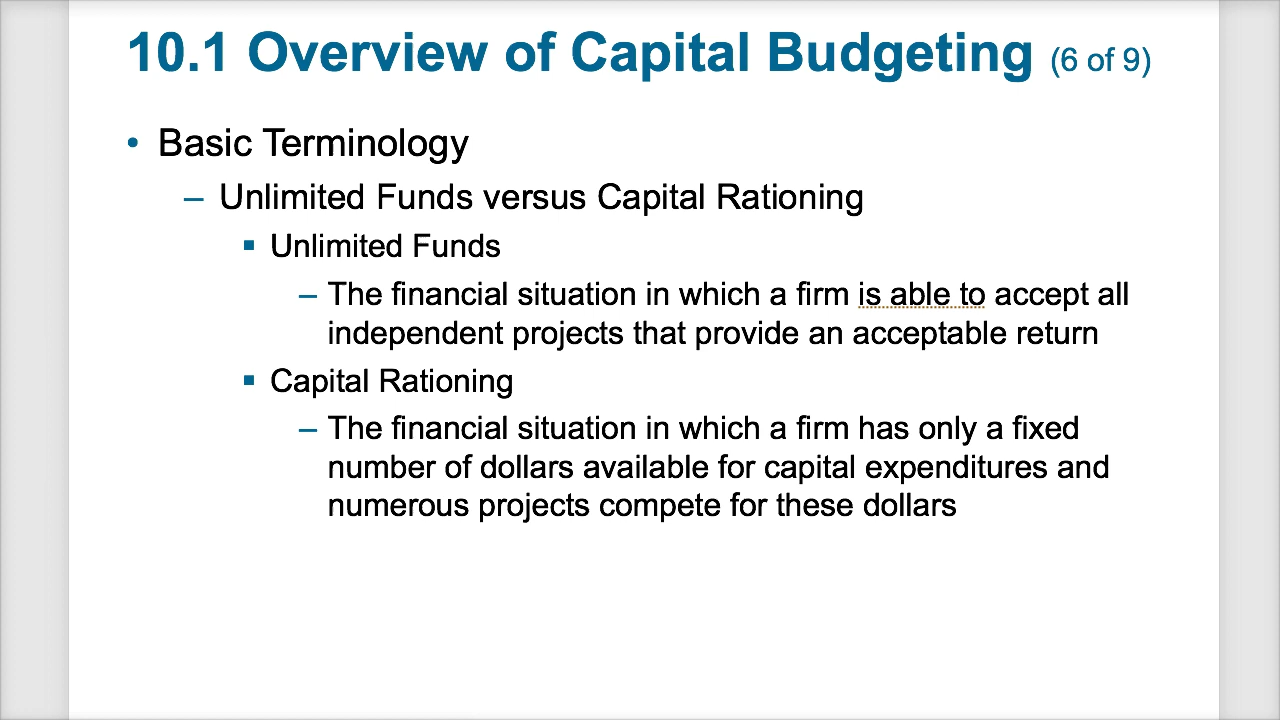 10.1 Overview of Capital Budgeting (6 of 9)
• Basic Terminology
– Unlimited Funds versus Capital Rationing
▪ Unlimited Funds
– The financial situation in which a firm is able to accept all
independent projects that provide an acceptable return
▪ Capital Rationing
– The financial situation in which a firm has only a fixed
number of dollars available for capital expenditures and
numerous projects compete for these dollars